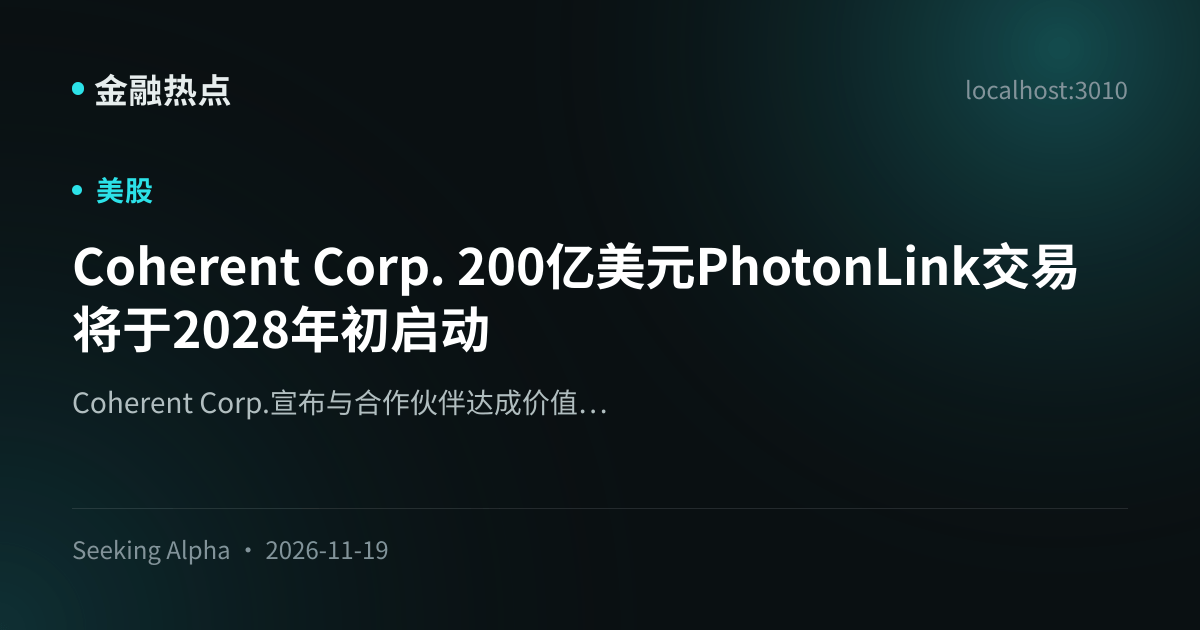 金融热点
localhost:3010
美股
Coherent Corp. 200亿美元PhotonLink交易
将于2028年初启动
Coherent Corp.宣布与合作伙伴达成价值…
Seeking Alpha · 2026-11-19